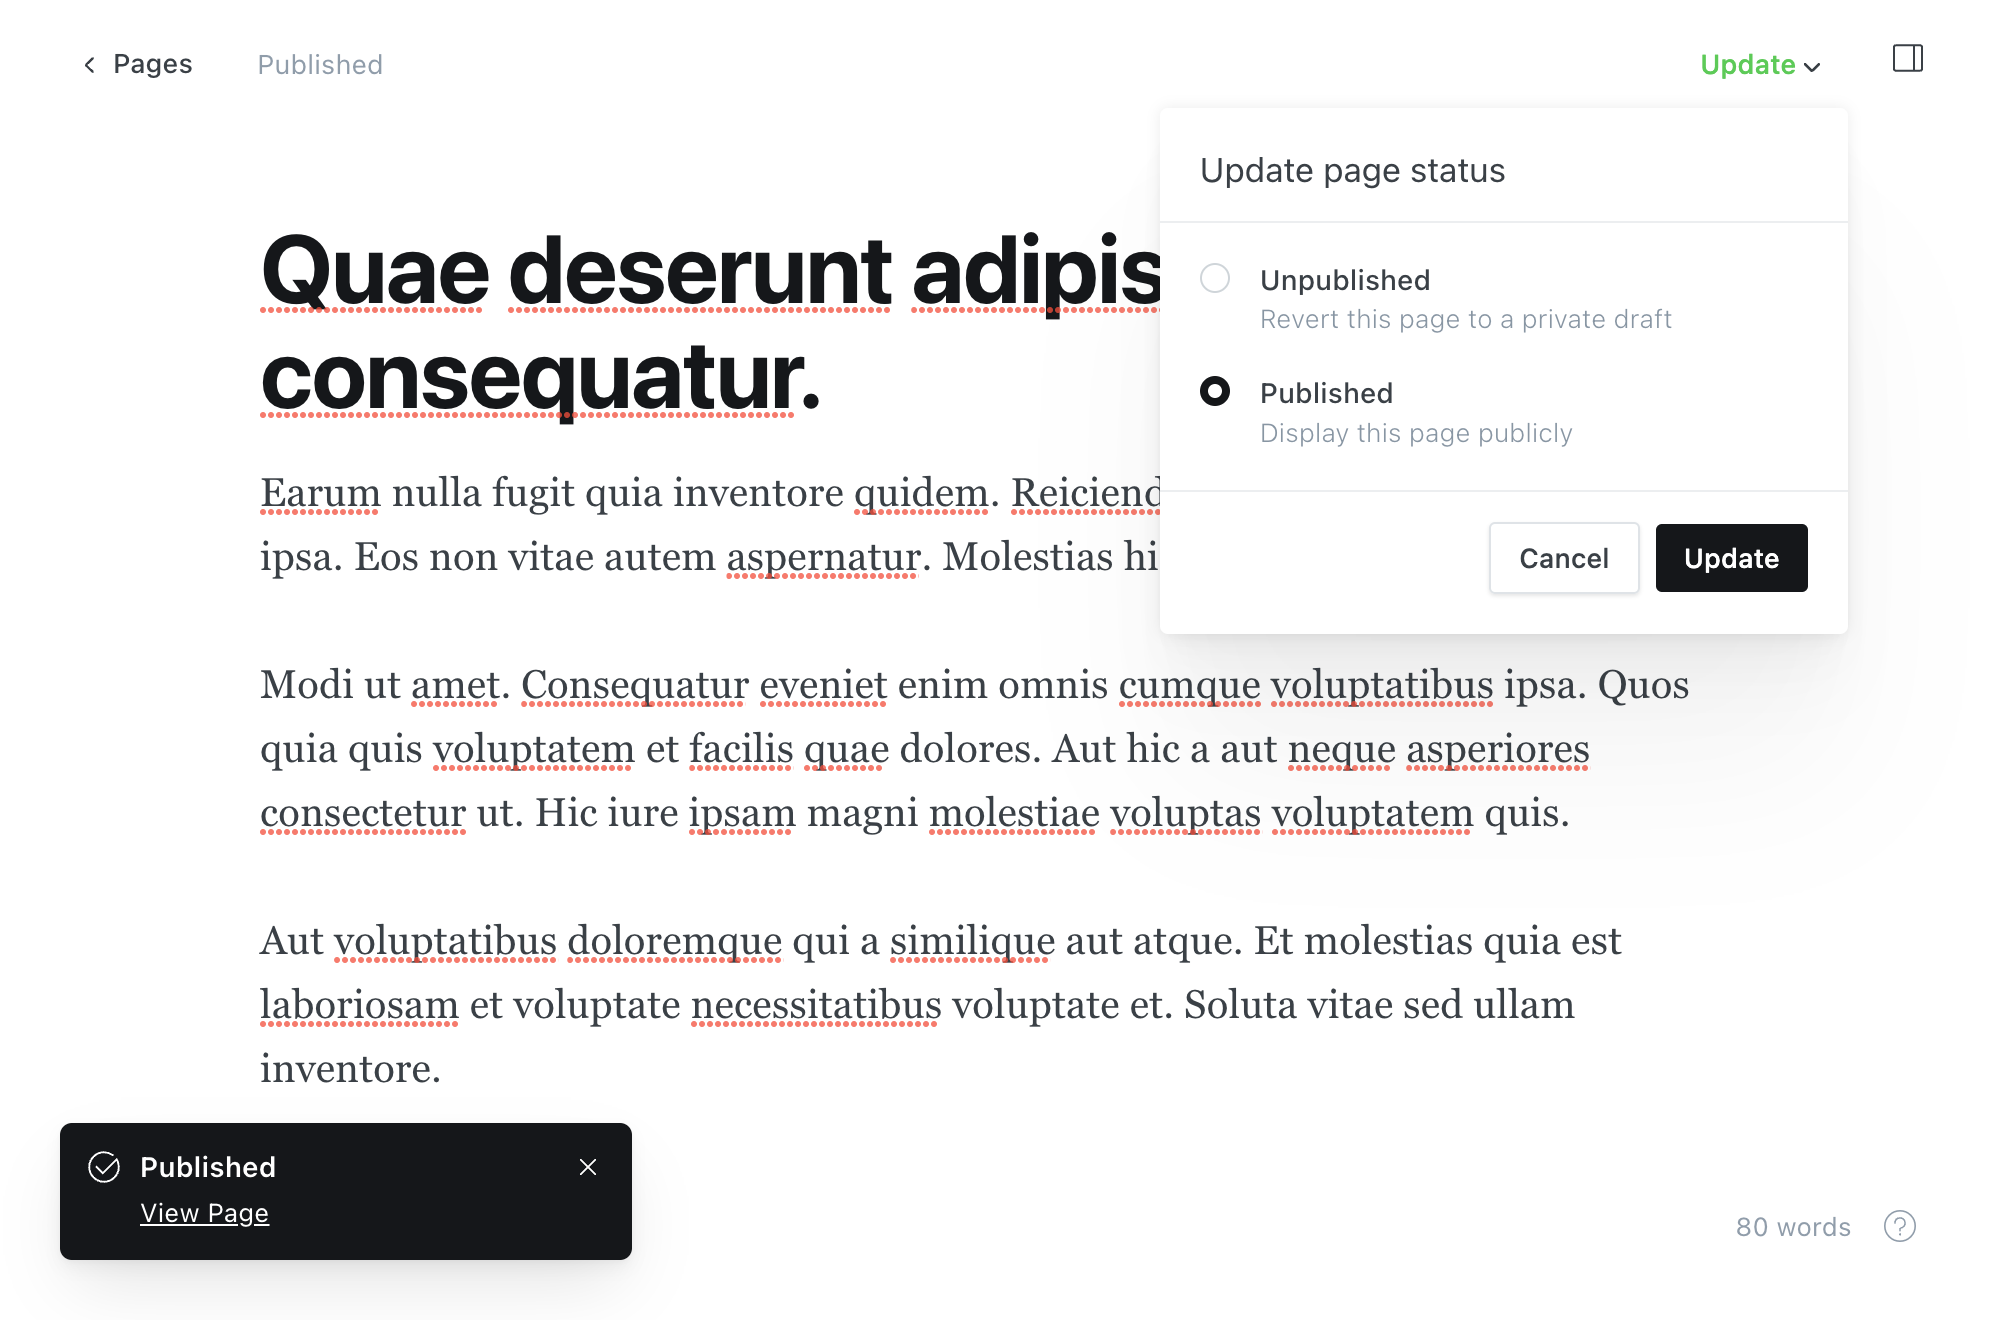 Pages
Published
Update
Update page status
Unpublished
Revert this page to a private draft
Published
Display this page publicly
Cancel
Update
Quae deserunt
consequatur.
Earum nulla fugit quia inventore quidem.
ipsa. Eos non vitae autem aspernatur. Molestias
Modi ut amet. Consequatur eveniet enim omnis cumque voluptatibus ipsa. Quos
quia quis voluptatem et facilis quae dolores. Aut hic a aut neque asperiores
consectetur ut. Hic iure ipsam magni molestiae voluptas voluptatem quis.
Aut voluptatibus doloremque qui a similique aut atque. Et molestias quia est
laboriosam et voluptate necessitatibus voluptate et. Soluta vitae sed ullam
inventore.
Published
View Page
80 words